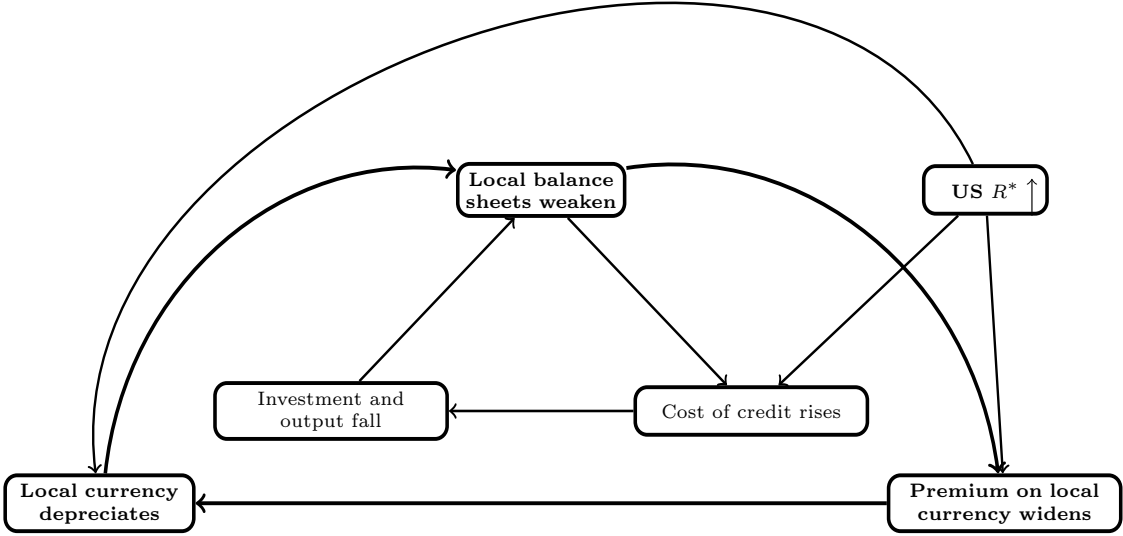 Local balance
sheets weaken
US R* ↑
Investment and
output fall
Cost of credit rises
Local currency
depreciates
Premium on local
currency widens